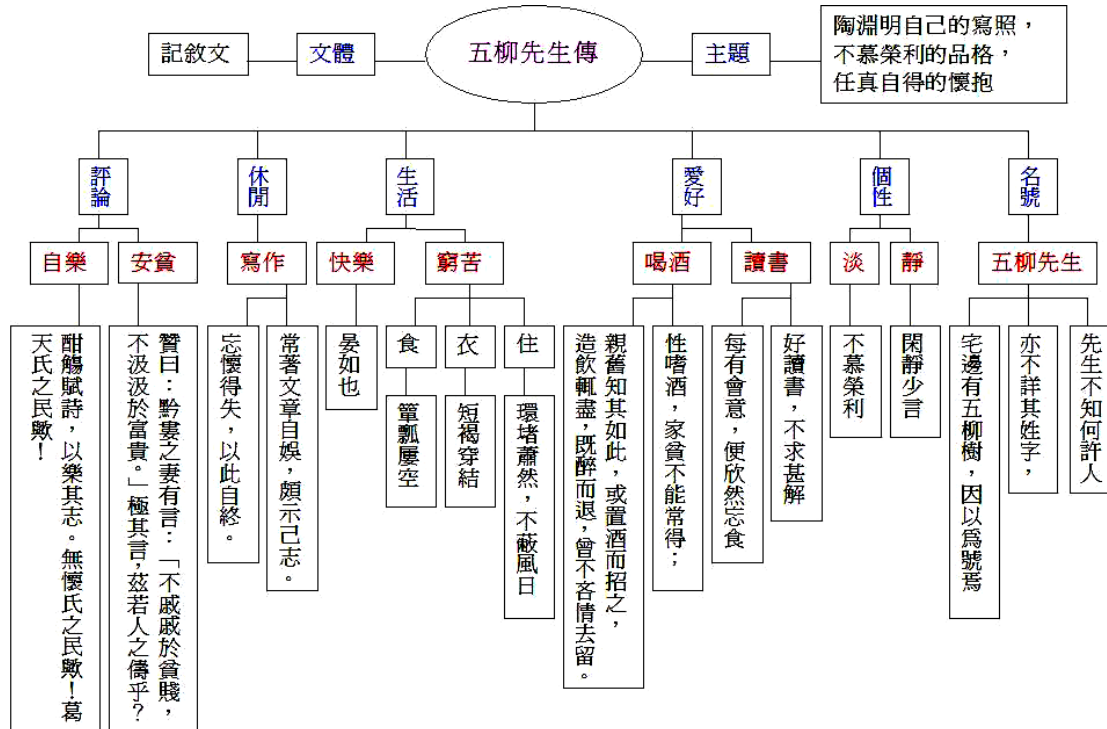 五柳先生傳
文體
記敘文
主題
陶淵明自己的寫照，
不慕榮利的品格，
任真自得的懷抱
名號
五柳先生
先生不知何許人
亦不詳其姓字，
宅邊有五柳樹，因以爲號焉
個性
靜
閑靜少言
淡
不慕榮利
愛好
讀書
好讀書，不求甚解
每有會意，便欣然忘食
喝酒
性嗜酒，家貧不能常得；
親舊知其如此，或置酒而招之，
造飲輒盡，既醉而退，曾不吝情去留。
生活
窮苦
住
環堵蕭然，不蔽風日
衣
短褐穿結
食
簞瓢屢空
快樂
晏如也
休閒
寫作
常著文章自娛，頗示己志。
忘懷得失，以此自終。
評論
安貧
贊曰：黔婁之妻有言：「不戚戚於貧賤，
不汲汲於富貴。」極其言，茲若人之儔乎？
自樂
酣觴賦詩，以樂其志。無懷氏之民歟！葛
天氏之民歟！